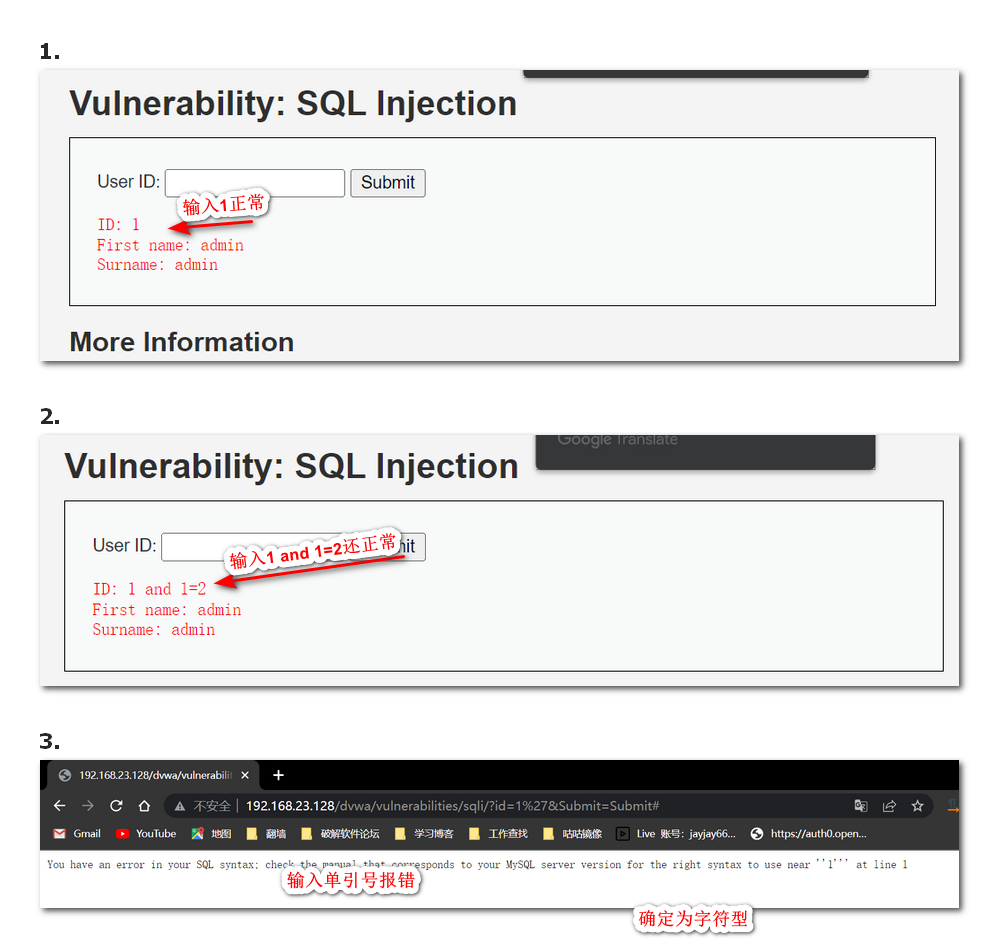 1.
Vulnerability: SQL Injection
User ID:
Submit
输入1正常
ID: 1
First name: admin
Surname: admin
More Information
2.
Google Translate
Vulnerability: SQL Injection
User ID:
输入1 and 1=2还正常
ID: 1 and 1=2
First name: admin
Surname: admin
3.
192.168.23.128/dvwa/vulnerabilit
不安全 | 192.168.23.128/dvwa/vulnerabilities/sqli/?id=1%27&Submit=Submit#
Gmail YouTube 地图 翻墙 破解软件论坛 学习博客 工作查找 咕咕镜像 Live 账号: jayjay66... https://auth0.open...
You have an error in your SQL syntax; check the manual that corresponds to your MySQL server version for the right syntax to use near ''1''' at line 1
输入单引号报错
确定为字符型